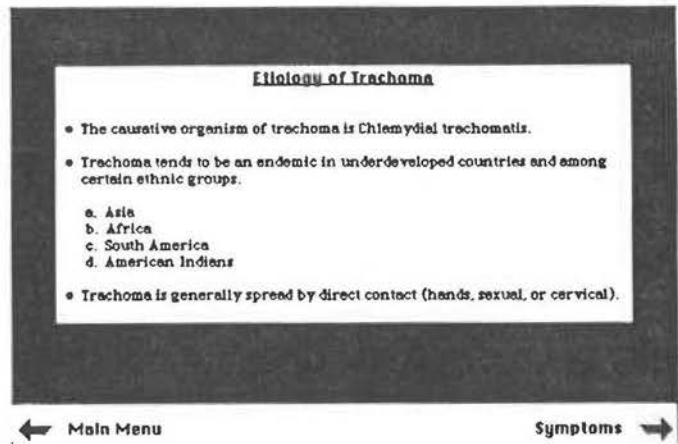 Etiology of Trachoma
• The causative organism of trachoma is Chlamydial trachomatis.
• Trachoma tends to be an endemic in underdeveloped countries and among
certain ethnic groups.
a. Asia
b. Africa
c. South America
d. American Indians
• Trachoma is generally spread by direct contact (hands, sexual, or cervical).
Main Menu
Symptoms